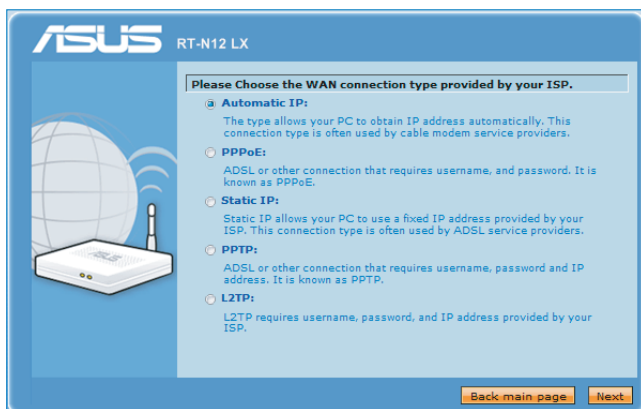 ASUS RT-N12 LX
Please Choose the WAN connection type provided by your ISP.
Automatic IP:
The type allows your PC to obtain IP address automatically. This
connection type is often used by cable modem service providers.
PPPoE:
ADSL or other connection that requires username, and password. It is
known as PPPoE.
Static IP:
Static IP allows your PC to use a fixed IP address provided by your
ISP. This connection type is often used by ADSL service providers.
PPTP:
ADSL or other connection that requires username, password and IP
address. It is known as PPTP.
L2TP:
L2TP requires username, password, and IP address provided by your
ISP.
ASUS
Back main page Next